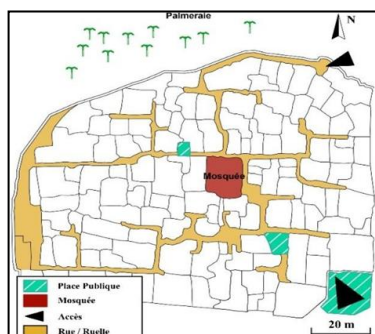 Palmeraie
N
Mosquée
Place Publique
Mosquée
Accès
Rue / Ruelle
20 m